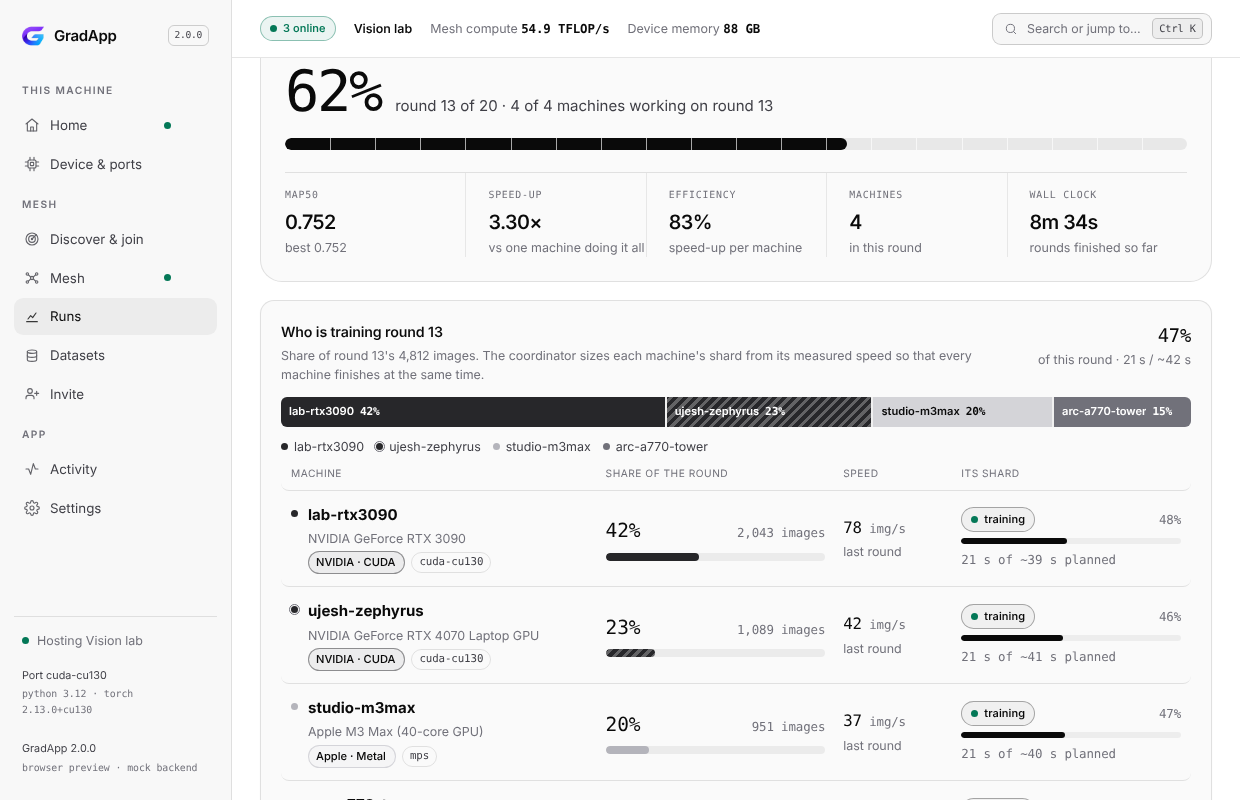 GradApp 2.0.0
THIS MACHINE
Home
Device & ports
MESH
Discover & join
Mesh
Runs
Datasets
Invite
APP
Activity
Settings
Hosting Vision lab
Port cuda-cu130
python 3.12 · torch
2.13.0+cu130
GradApp 2.0.0
browser preview · mock backend
3 online Vision lab Mesh compute 54.9 TFLOP/s Device memory 88 GB Search or jump to... Ctrl K
62% round 13 of 20 · 4 of 4 machines working on round 13
MAP50 SPEED-UP EFFICIENCY MACHINES WALL CLOCK
0.752 3.30× 83% 4 8m 34s
best 0.752 vs one machine doing it all speed-up per machine in this round rounds finished so far
Who is training round 13 47%
Share of round 13's 4,812 images. The coordinator sizes each machine's shard from its measured speed so that every of this round · 21 s / ~42 s
machine finishes at the same time.
lab-rtx3090 42% ujesh-zephyrus 23% studio-m3max 20% arc-a770-tower 15%
lab-rtx3090 ujesh-zephyrus studio-m3max arc-a770-tower
MACHINE SHARE OF THE ROUND SPEED ITS SHARD
lab-rtx3090 42% 2,043 images 78 img/s training 48%
NVIDIA GeForce RTX 3090 last round
NVIDIA · CUDA cuda-cu130 21 s of ~39 s planned
ujesh-zephyrus 23% 1,089 images 42 img/s training 46%
NVIDIA GeForce RTX 4070 Laptop GPU last round
NVIDIA · CUDA cuda-cu130 21 s of ~41 s planned
studio-m3max 20% 951 images 37 img/s training 47%
Apple M3 Max (40-core GPU) last round
Apple · Metal mps 21 s of ~40 s planned